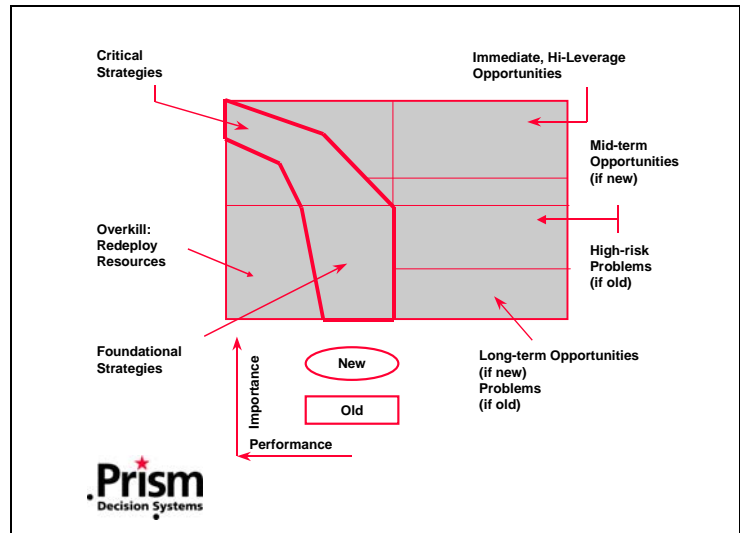 Critical
Strategies
Immediate, Hi-Leverage
Opportunities
Mid-term
Opportunities
(if new)
Overkill:
Redeploy
Resources
High-risk
Problems
(if old)
Foundational
Strategies
Long-term Opportunities
(if new)
Problems
(if old)
New
Old
Importance
Performance
Prism
Decision Systems